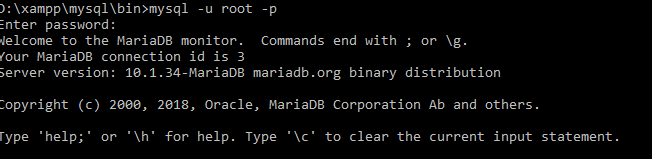 D:\xampp\mysql\bin>mysql -u root -p
Enter password:
Welcome to the MariaDB monitor.  Commands end with ; or \g.
Your MariaDB connection id is 3
Server version: 10.1.34-MariaDB mariadb.org binary distribution
Copyright (c) 2000, 2018, Oracle, MariaDB Corporation Ab and others.
Type 'help;' or '\h' for help. Type '\c' to clear the current input statement.